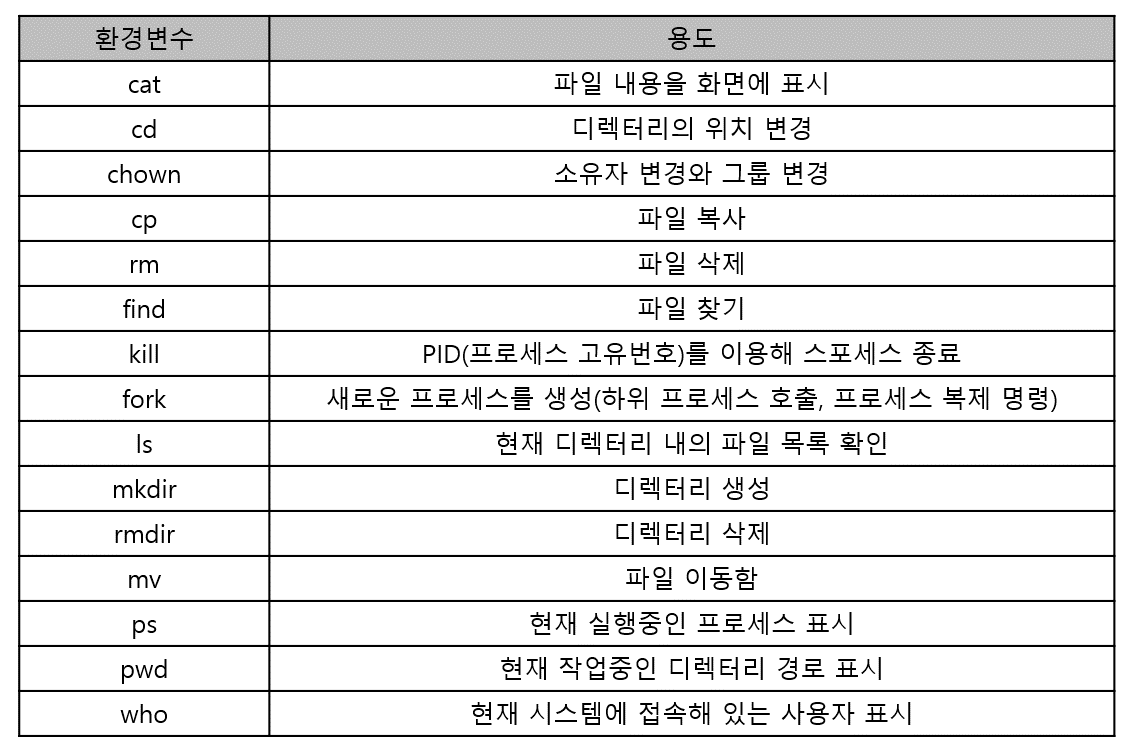 환경변수 용도
cat 파일 내용을 화면에 표시
cd 디렉터리의 위치 변경
chown 소유자 변경와 그룹 변경
cp 파일 복사
rm 파일 삭제
find 파일 찾기
kill PID(프로세스 고유번호)를 이용해 스포세스 종료
fork 새로운 프로세스를 생성(하위 프로세스 호출, 프로세스 복제 명령)
ls 현재 디렉터리 내의 파일 목록 확인
mkdir 디렉터리 생성
rmdir 디렉터리 삭제
mv 파일 이동함
ps 현재 실행중인 프로세스 표시
pwd 현재 작업중인 디렉터리 경로 표시
who 현재 시스템에 접속해 있는 사용자 표시